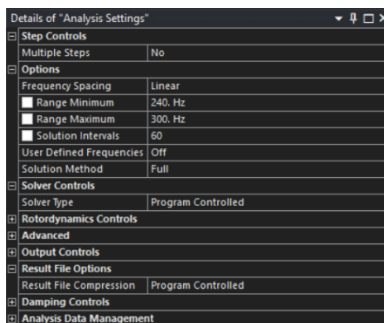 Details of "Analysis Settings"
Step Controls
Multiple Steps No
Options
Frequency Spacing Linear
Range Minimum 240. Hz
Range Maximum 300. Hz
Solution Intervals 60
User Defined Frequencies Off
Solution Method Full
Solver Controls
Solver Type Program Controlled
Rotordynamics Controls
Advanced
Output Controls
Result File Options
Result File Compression Program Controlled
Damping Controls
Analysis Data Management